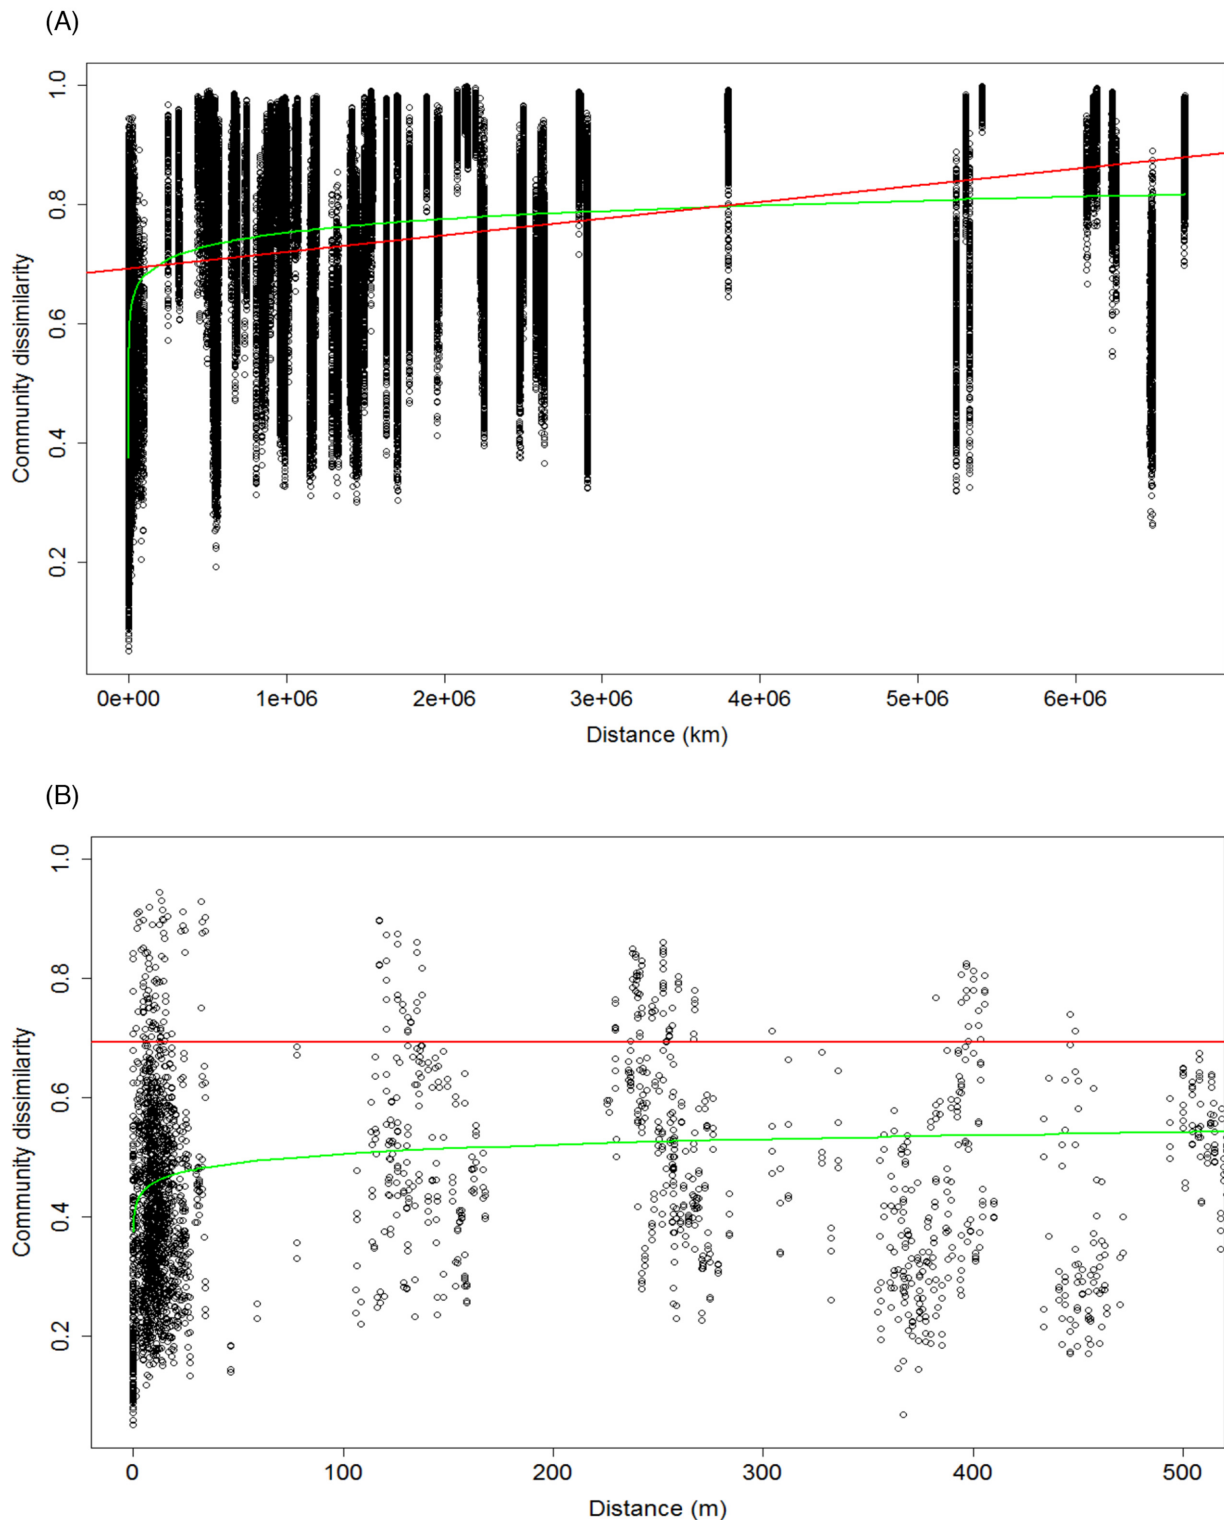 (A)
1.0
0.8
0.6
0.4
0.2
Community dissimilarity
0e+00 1e+06 2e+06 3e+06 4e+06 5e+06 6e+06
Distance (km)
(B)
1.0
0.8
0.6
0.4
0.2
Community dissimilarity
0 100 200 300 400 500
Distance (m)